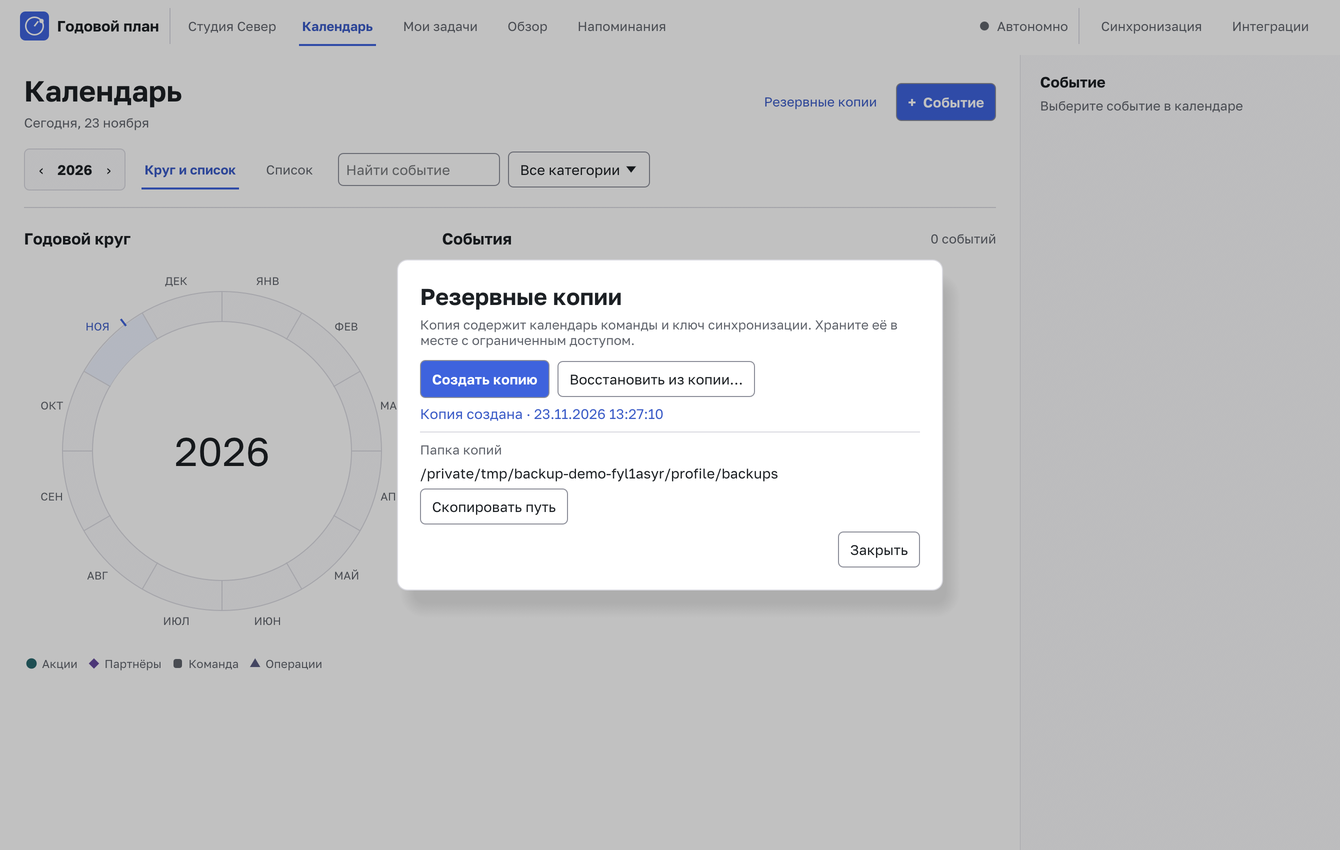 Годовой план
Студия Север
Календарь
Мои задачи
Обзор
Напоминания
Автономно
Синхронизация
Интеграции
Календарь
Сегодня, 23 ноября
Резервные копии
+ Событие
Событие
Выберите событие в календаре
‹ 2026 ›
Круг и список
Список
Найти событие
Все категории
Годовой круг
События
0 событий
ДЕК
ЯНВ
НОЯ
ФЕВ
ОКТ
МА
2026
СЕН
АП
АВГ
МАЙ
ИЮЛ
ИЮН
Акции
Партнёры
Команда
Операции
Резервные копии
Копия содержит календарь команды и ключ синхронизации. Храните её в
месте с ограниченным доступом.
Создать копию
Восстановить из копии...
Копия создана · 23.11.2026 13:27:10
Папка копий
/private/tmp/backup-demo-fyl1asyr/profile/backups
Скопировать путь
Закрыть